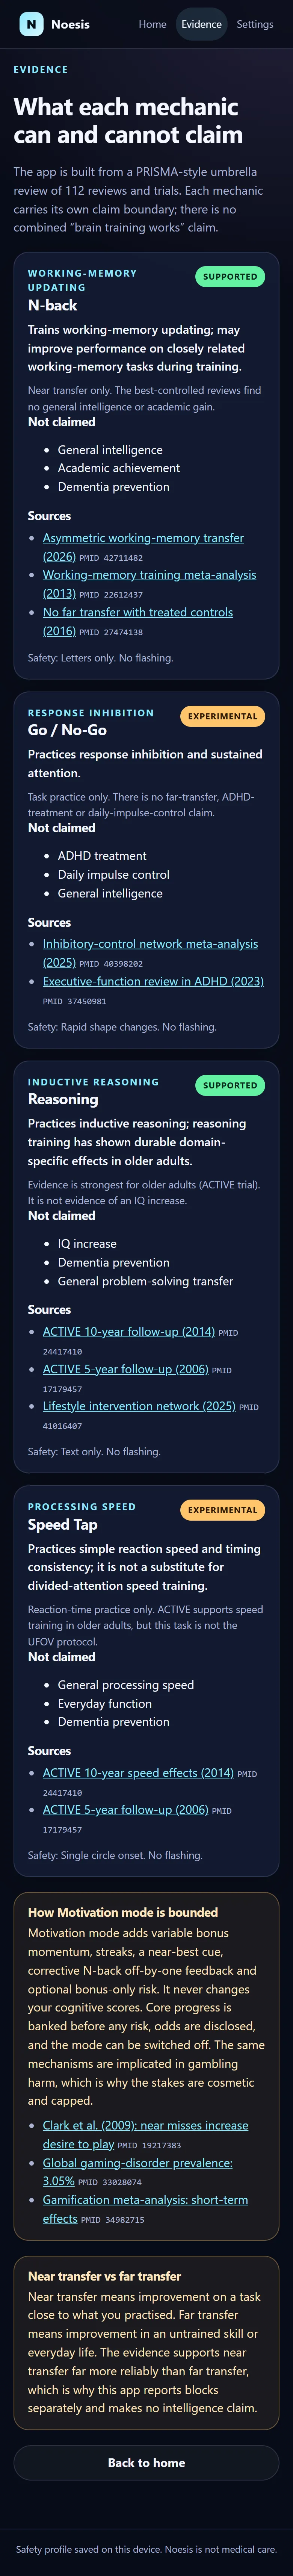 N Noesis Home Evidence Settings
EVIDENCE
What each mechanic
can and cannot claim
The app is built from a PRISMA-style umbrella
review of 112 reviews and trials. Each mechanic
carries its own claim boundary; there is no
combined “brain training works” claim.
WORKING-MEMORY
UPDATING
SUPPORTED
N-back
Trains working-memory updating; may
improve performance on closely related
working-memory tasks during training.
Near transfer only. The best-controlled reviews find
no general intelligence or academic gain.
Not claimed
• General intelligence
• Academic achievement
• Dementia prevention
Sources
• Asymmetric working-memory transfer
(2026) PMID 42711482
• Working-memory training meta-analysis
(2013) PMID 22612437
• No far transfer with treated controls
(2016) PMID 27474138
Safety: Letters only. No flashing.
RESPONSE INHIBITION
EXPERIMENTAL
Go / No-Go
Practices response inhibition and sustained
attention.
Task practice only. There is no far-transfer, ADHD-
treatment or daily-impulse-control claim.
Not claimed
• ADHD treatment
• Daily impulse control
• General intelligence
Sources
• Inhibitory-control network meta-analysis
(2025) PMID 40398202
• Executive-function review in ADHD (2023)
PMID 37450981
Safety: Rapid shape changes. No flashing.
INDUCTIVE REASONING
SUPPORTED
Reasoning
Practices inductive reasoning; reasoning
training has shown durable domain-
specific effects in older adults.
Evidence is strongest for older adults (ACTIVE trial).
It is not evidence of an IQ increase.
Not claimed
• IQ increase
• Dementia prevention
• General problem-solving transfer
Sources
• ACTIVE 10-year follow-up (2014) PMID
24417410
• ACTIVE 5-year follow-up (2006) PMID
17179457
• Lifestyle intervention network (2025) PMID
41016407
Safety: Text only. No flashing.
PROCESSING SPEED
EXPERIMENTAL
Speed Tap
Practices simple reaction speed and timing
consistency; it is not a substitute for
divided-attention speed training.
Reaction-time practice only. ACTIVE supports speed
training in older adults, but this task is not the
UFOV protocol.
Not claimed
• General processing speed
• Everyday function
• Dementia prevention
Sources
• ACTIVE 10-year speed effects (2014) PMID
24417410
• ACTIVE 5-year follow-up (2006) PMID
17179457
Safety: Single circle onset. No flashing.
How Motivation mode is bounded
Motivation mode adds variable bonus
momentum, streaks, a near-best cue,
corrective N-back off-by-one feedback and
optional bonus-only risk. It never changes
your cognitive scores. Core progress is
banked before any risk, odds are disclosed,
and the mode can be switched off. The same
mechanisms are implicated in gambling
harm, which is why the stakes are cosmetic
and capped.
• Clark et al. (2009): near misses increase
desire to play PMID 19217383
• Global gaming-disorder prevalence:
3.05% PMID 33028074
• Gamification meta-analysis: short-term
effects PMID 34982715
Near transfer vs far transfer
Near transfer means improvement on a task
close to what you practised. Far transfer
means improvement in an untrained skill or
everyday life. The evidence supports near
transfer far more reliably than far transfer,
which is why this app reports blocks
separately and makes no intelligence claim.
Back to home
Safety profile saved on this device. Noesis is not medical care.